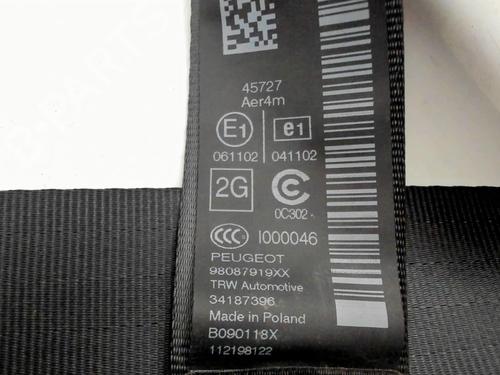 45727
Aer4m
E1 e1
061102 041102
2G
0C302
CCC I000046
PEUGEOT
98087919XX
TRW Automotive
34187396
Made in Poland
B090118X
112198122